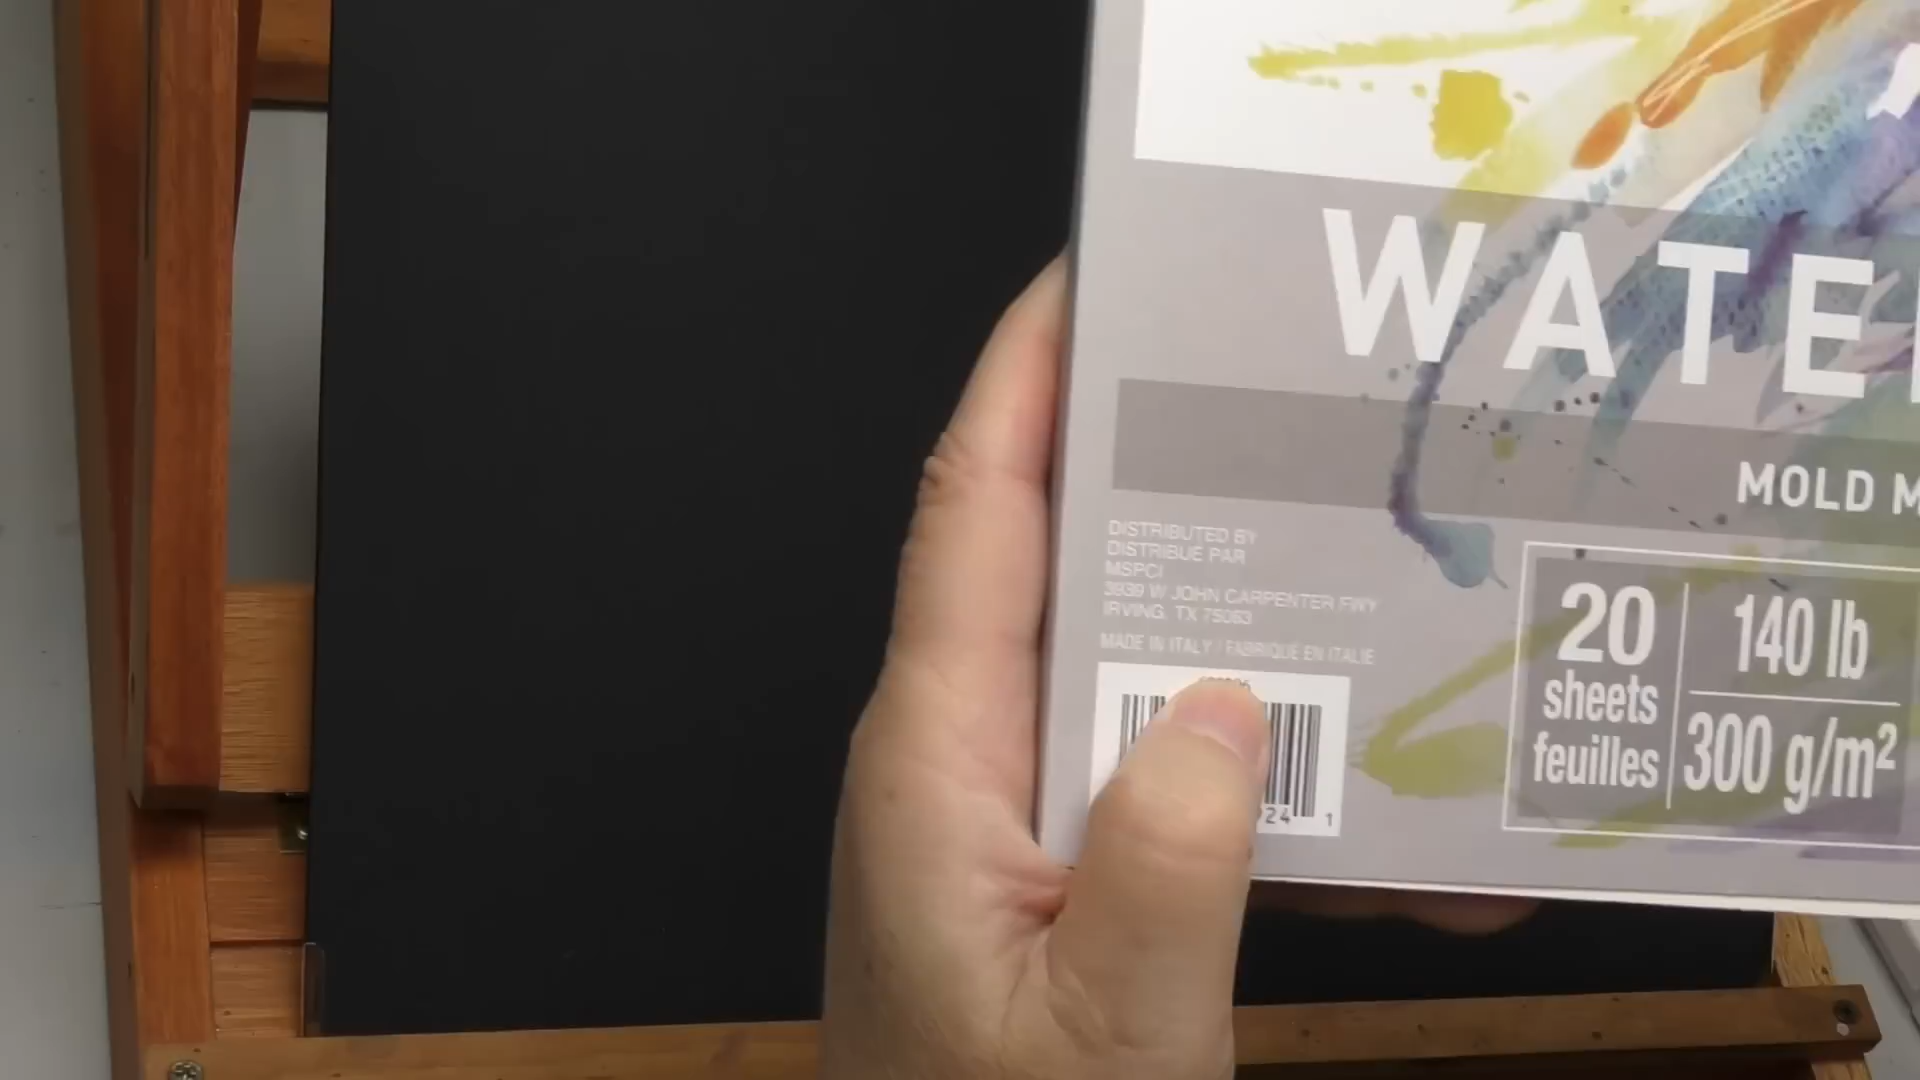 WATE
MOLD M
DISTRIBUTED BY
DISTRIBUÉ PAR
MSPCI
3939 W JOHN CARPENTER FWY
IRVING, TX 75063
MADE IN ITALY / FABRIQUÉ EN ITALIE
20
sheets
feuilles
140 lb
300 g/m²
24 1